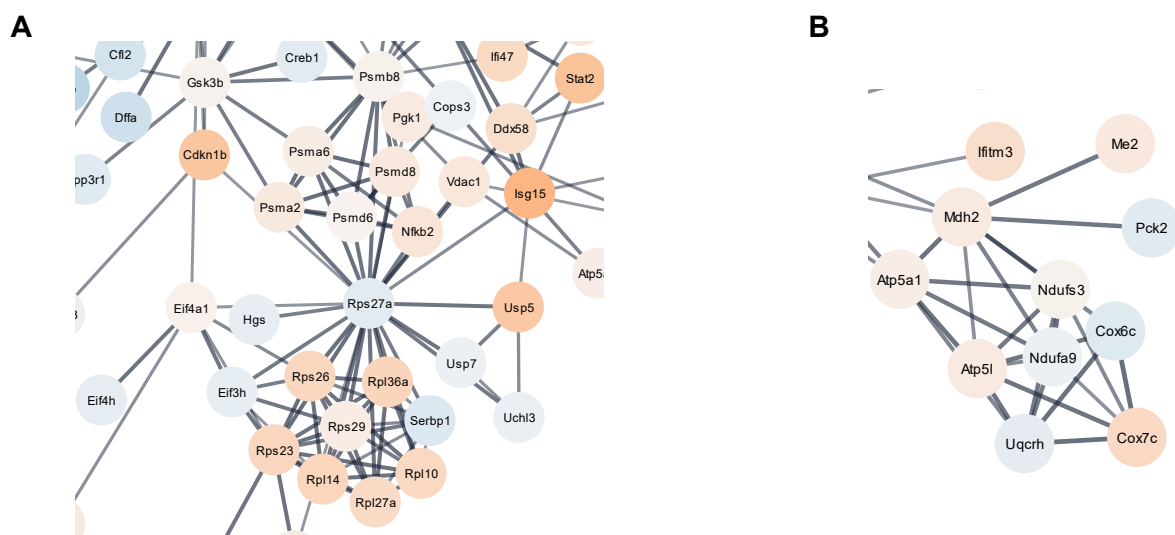 A
B
Cfl2
Creb1
Ifi47
Gsk3b
Psmb8
Stat2
Cops3
Dffa
Pgk1
Ddx58
Cdkn1b
Psma6
pp3r1
Psmd8
Vdac1
Isg15
Psma2
Psmd6
Nfkb2
Atp5
Rps27a
Eif4a1
Hgs
Usp5
Usp7
Rps26
Rpl36a
Eif3h
Eif4h
Serbp1
Uchl3
Rps29
Rps23
Rpl14
Rpl10
Rpl27a
Ifitm3
Me2
Mdh2
Pck2
Atp5a1
Ndufs3
Cox6c
Ndufa9
Atp5l
Uqcrh
Cox7c